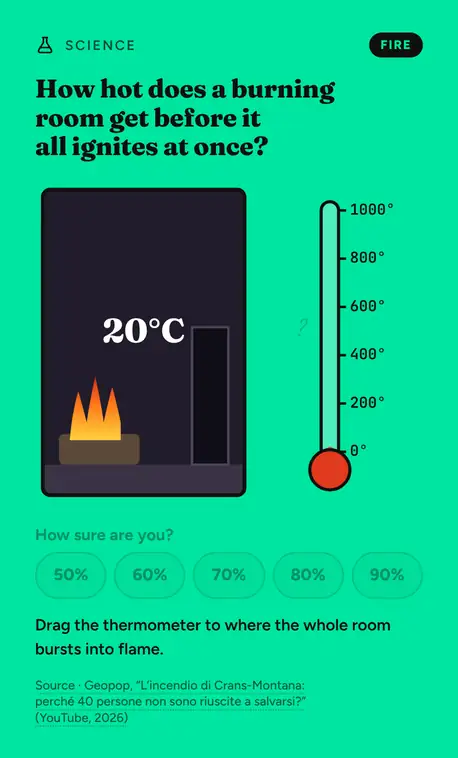 SCIENCE
FIRE
How hot does a burning
room get before it
all ignites at once?
1000°
800°
20°C
600°
?
400°
200°
0°
How sure are you?
50% 60% 70% 80% 90%
Drag the thermometer to where the whole room
bursts into flame.
Source · Geopop, “L’incendio di Crans-Montana:
perché 40 persone non sono riuscite a salvarsi?”
(YouTube, 2026)